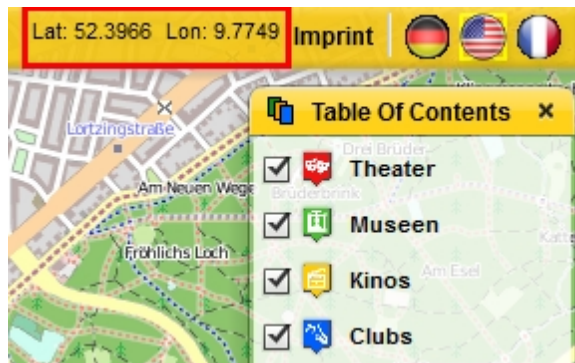 Lat: 52.3966 Lon: 9.7749 Imprint
Lortzingstraße
Table Of Contents ×
Drei Brüder
Theater
Am Neuen Wege
Brüderbrink
Museen
Fröhlichs Loch
Am Esel
Kinos
Clubs